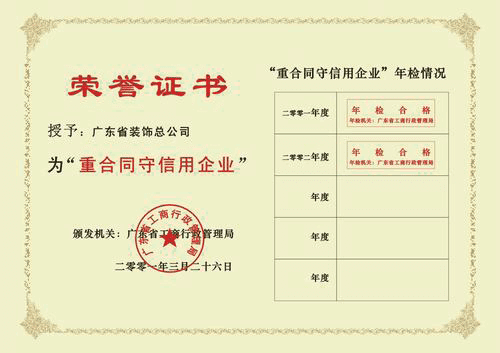 荣誉证书
授予：广东省装饰总公司
为“重合同守信用企业”
颁发机关：广东省工商行政管理局
二零零一年三月二十六日
广东省工商行政管理局
“重合同守信用企业”年检情况
二零零一年度
年检合格
年检机关：广东省工商行政管理局
二零零二年度
年检合格
年检机关：广东省工商行政管理局
年度
年度
年度